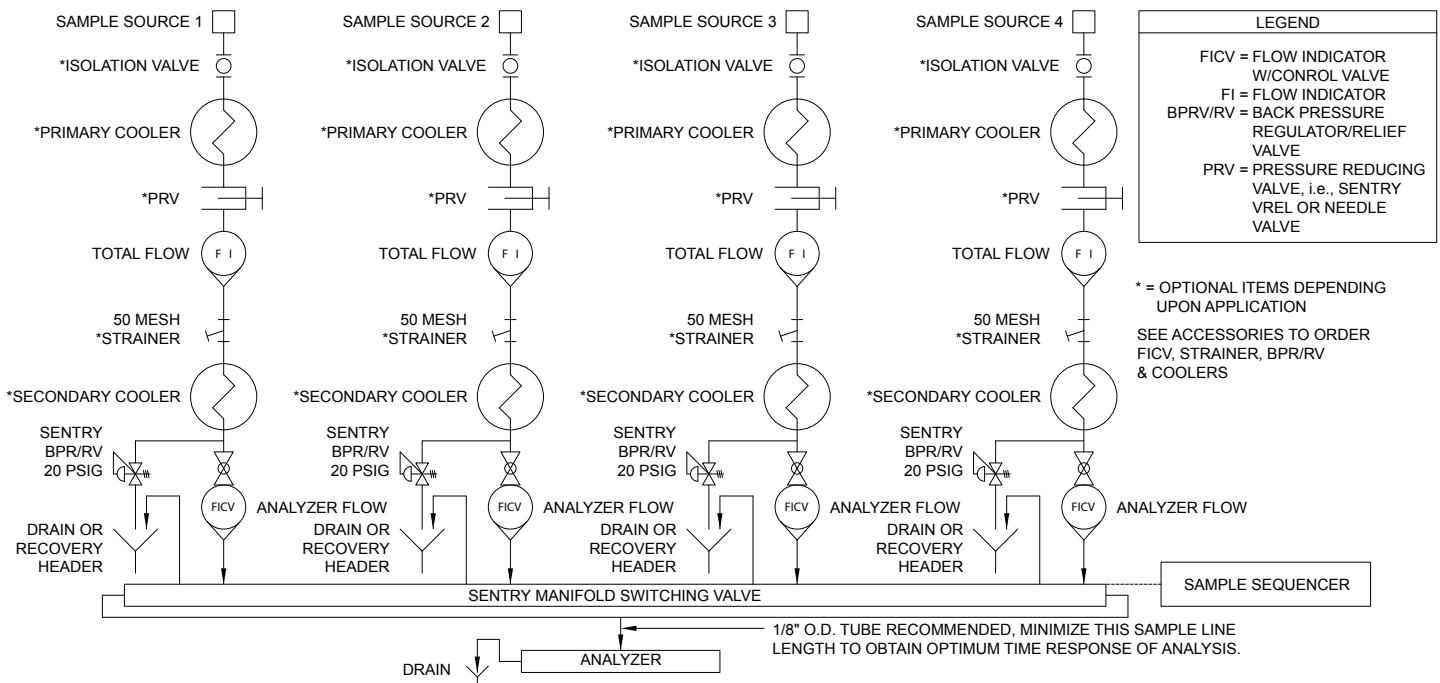 SAMPLE SOURCE 1
SAMPLE SOURCE 2
SAMPLE SOURCE 3
SAMPLE SOURCE 4
*ISOLATION VALVE
*ISOLATION VALVE
*ISOLATION VALVE
*ISOLATION VALVE
*PRIMARY COOLER
*PRIMARY COOLER
*PRIMARY COOLER
*PRIMARY COOLER
*PRV
*PRV
*PRV
*PRV
TOTAL FLOW
F I
TOTAL FLOW
F I
TOTAL FLOW
F I
TOTAL FLOW
F I
50 MESH
*STRAINER
50 MESH
*STRAINER
50 MESH
*STRAINER
50 MESH
*STRAINER
*SECONDARY COOLER
*SECONDARY COOLER
*SECONDARY COOLER
*SECONDARY COOLER
SENTRY
BPR/RV
20 PSIG
SENTRY
BPR/RV
20 PSIG
SENTRY
BPR/RV
20 PSIG
SENTRY
BPR/RV
20 PSIG
FICV
ANALYZER FLOW
FICV
ANALYZER FLOW
FICV
ANALYZER FLOW
FICV
ANALYZER FLOW
DRAIN OR
RECOVERY
HEADER
DRAIN OR
RECOVERY
HEADER
DRAIN OR
RECOVERY
HEADER
DRAIN OR
RECOVERY
HEADER
SENTRY MANIFOLD SWITCHING VALVE
SAMPLE SEQUENCER
1/8" O.D. TUBE RECOMMENDED, MINIMIZE THIS SAMPLE LINE
LENGTH TO OBTAIN OPTIMUM TIME RESPONSE OF ANALYSIS.
ANALYZER
DRAIN
LEGEND
FICV = FLOW INDICATOR
W/CONROL VALVE
FI = FLOW INDICATOR
BPRV/RV = BACK PRESSURE
REGULATOR/RELIEF
VALVE
PRV = PRESSURE REDUCING
VALVE, i.e., SENTRY
VREL OR NEEDLE
VALVE
* = OPTIONAL ITEMS DEPENDING
UPON APPLICATION
SEE ACCESSORIES TO ORDER
FICV, STRAINER, BPR/RV
& COOLERS